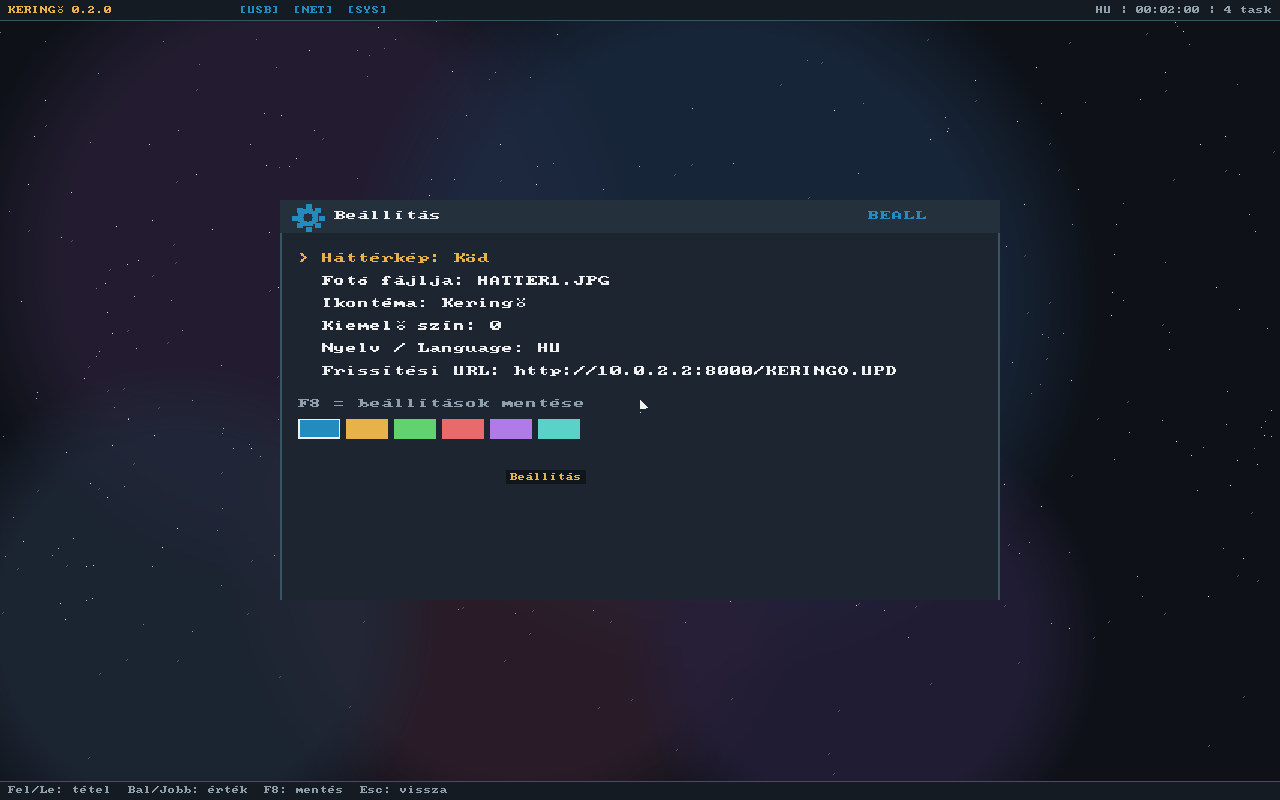 KERINGő 0.2.0 [USB] [NET] [SYS] HU | 00:02:00 | 4 task
Beállítás BEALL
> Háttérkép: Köd
Fotó fájlja: HATTER1.JPG
Ikontéma: Keringő
Kiemelő szín: 0
Nyelv / Language: HU
Frissítési URL: http://10.0.2.2:8000/KERINGO.UPD
F8 = beállítások mentése
Beállítás
Fel/Le: tétel Bal/Jobb: érték F8: mentés Esc: vissza